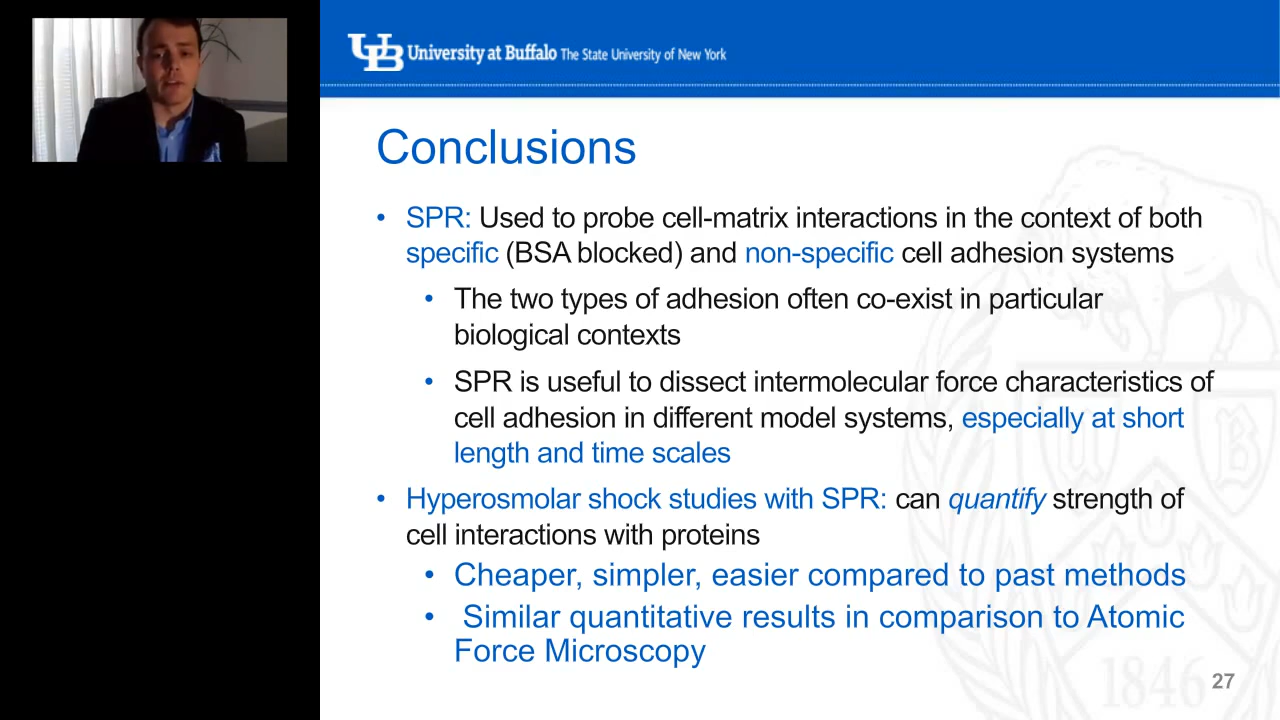 UB University at Buffalo The State University of New York
Conclusions
• SPR: Used to probe cell-matrix interactions in the context of both
specific (BSA blocked) and non-specific cell adhesion systems
• The two types of adhesion often co-exist in particular
biological contexts
• SPR is useful to dissect intermolecular force characteristics of
cell adhesion in different model systems, especially at short
length and time scales
• Hyperosmolar shock studies with SPR: can quantify strength of
cell interactions with proteins
• Cheaper, simpler, easier compared to past methods
• Similar quantitative results in comparison to Atomic
Force Microscopy
U B
1846
27